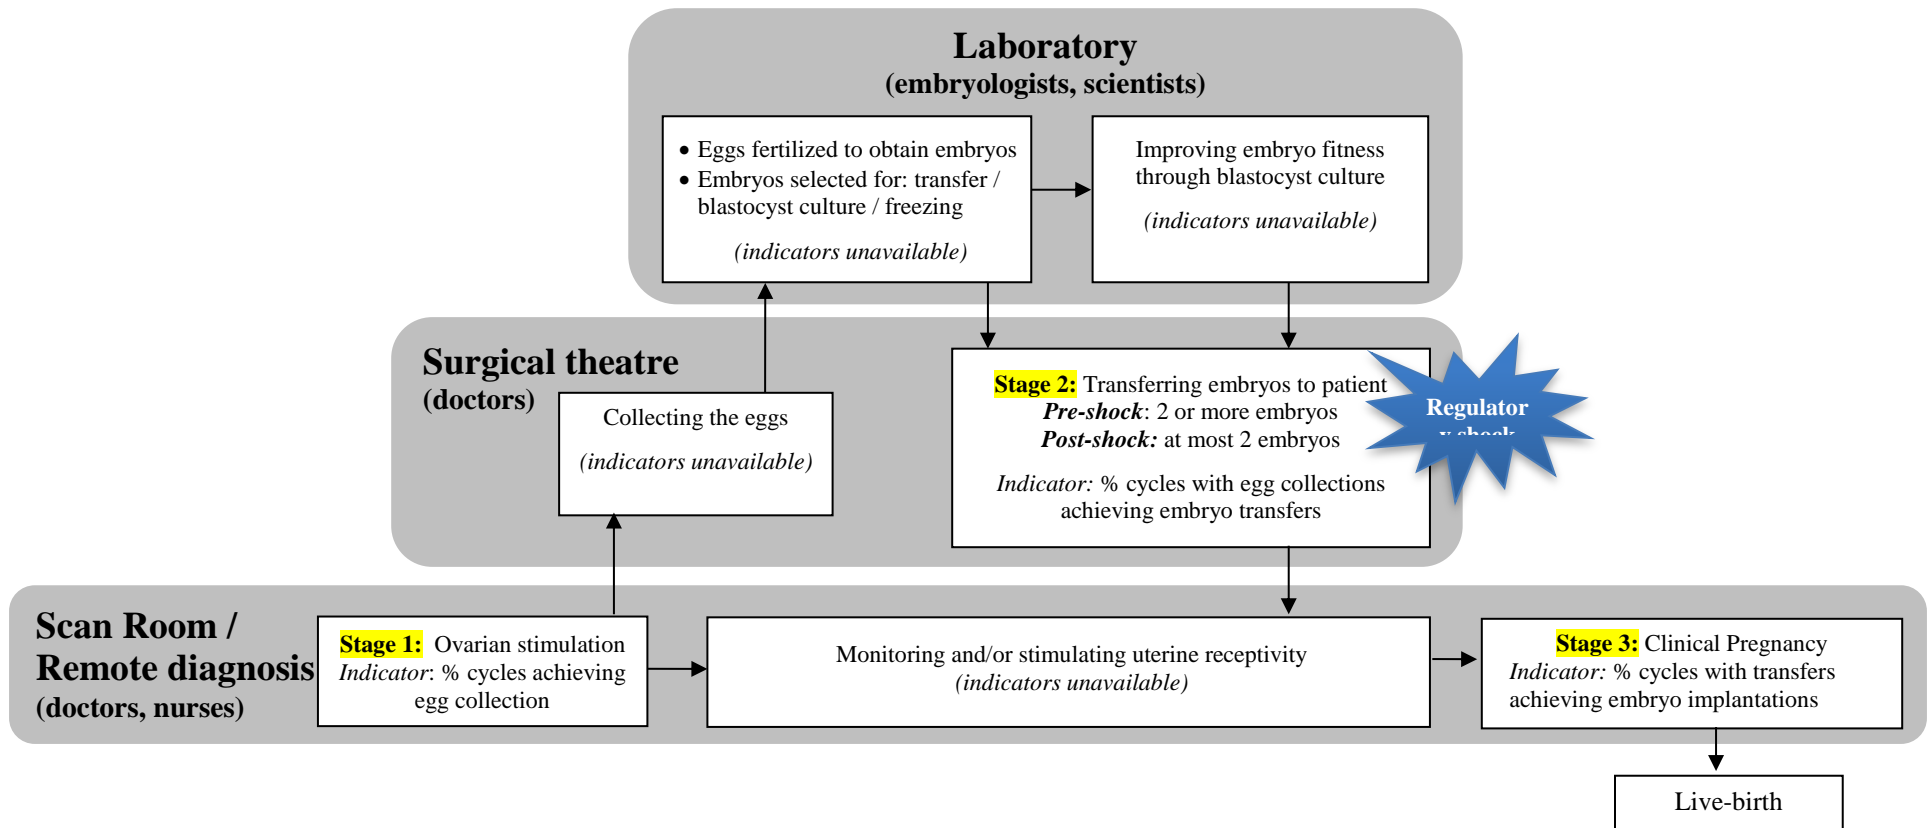 Laboratory
(embryologists, scientists)
• Eggs fertilized to obtain embryos
• Embryos selected for: transfer /
blastocyst culture / freezing
(indicators unavailable)
Improving embryo fitness
through blastocyst culture
(indicators unavailable)
Surgical theatre
(doctors)
Collecting the eggs
(indicators unavailable)
Stage 2: Transferring embryos to patient
Pre-shock: 2 or more embryos
Post-shock: at most 2 embryos
Indicator: % cycles with egg collections
achieving embryo transfers
Regulator
y shock
Scan Room /
Remote diagnosis
(doctors, nurses)
Stage 1: Ovarian stimulation
Indicator: % cycles achieving
egg collection
Monitoring and/or stimulating uterine receptivity
(indicators unavailable)
Stage 3: Clinical Pregnancy
Indicator: % cycles with transfers
achieving embryo implantations
Live-birth